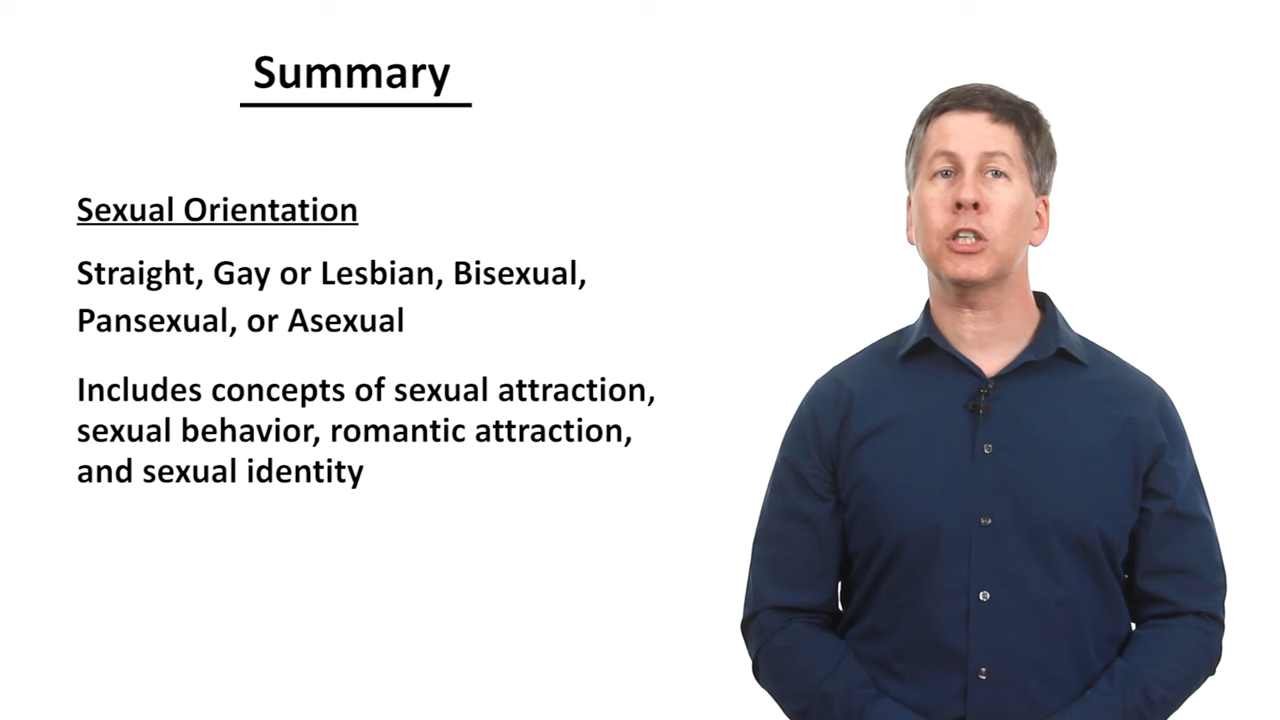 Summary
Sexual Orientation
Straight, Gay or Lesbian, Bisexual,
Pansexual, or Asexual
Includes concepts of sexual attraction,
sexual behavior, romantic attraction,
and sexual identity